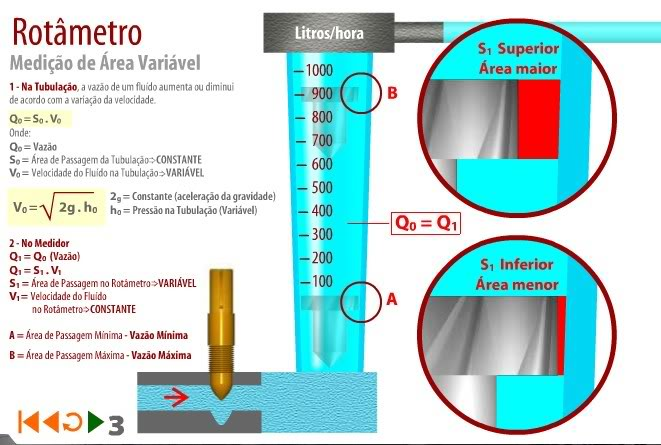 Rotâmetro
Medição de Área Variável
1 - Na Tubulação, a vazão de um fluído aumenta ou diminui
de acordo com a variação da velocidade.
Q₀ = S₀ . V₀
Onde:
Q₀ = Vazão
S₀ = Área de Passagem da Tubulação⇒CONSTANTE
V₀ = Velocidade do Fluído na Tubulação⇒VARIÁVEL
V₀ = √2g . h₀
2g = Constante (aceleração da gravidade)
h₀ = Pressão na Tubulação (Variável)
2 - No Medidor
Q₁ = Q₀ (Vazão)
Q₁ = S₁ . V₁
S₁ = Área de Passagem no Rotâmetro⇒VARIÁVEL
V₁ = Velocidade do Fluído
no Rotâmetro⇒CONSTANTE
A = Área de Passagem Mínima - Vazão Mínima
B = Área de Passagem Máxima - Vazão Máxima
3
Litros/hora
1000
900
800
700
600
500
400
300
200
100
B
Q₀ = Q₁
A
S₁ Superior
Área maior
S₁ Inferior
Área menor